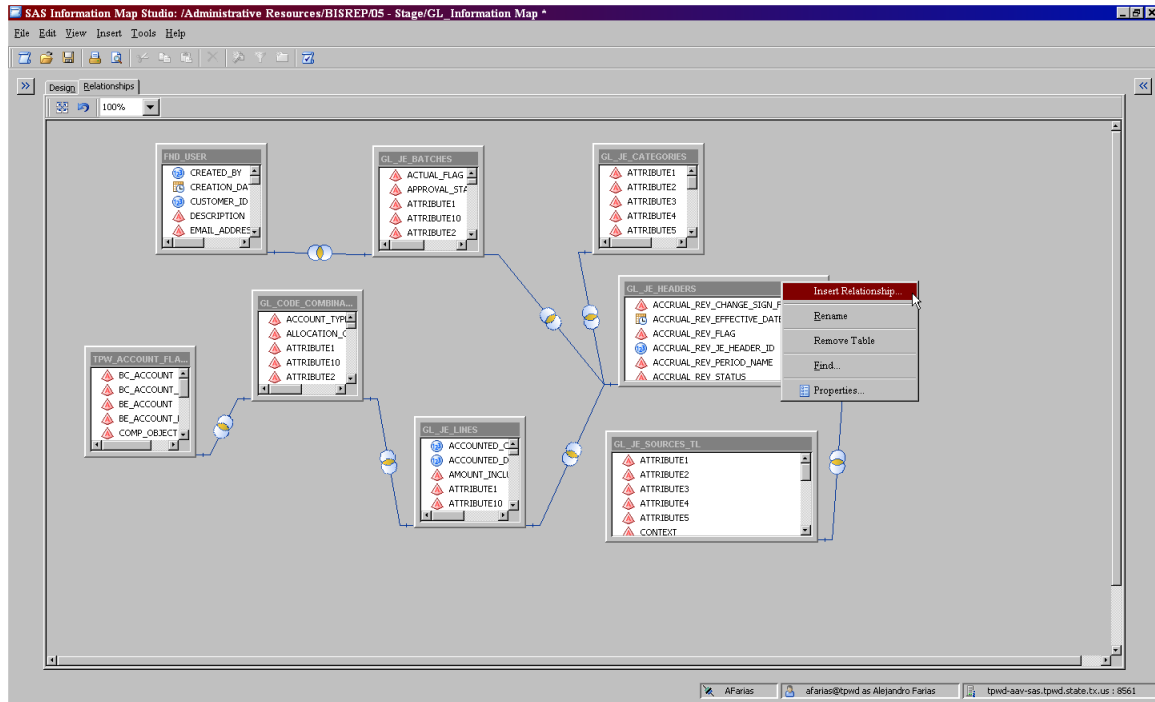 SAS Information Map Studio: /Administrative Resources/BISREP/05 - Stage/GL_Information Map *
File Edit View Insert Tools Help
Design Relationships
100%
FND_USER
CREATED_BY
CREATION_DA
CUSTOMER_ID
DESCRIPTION
EMAIL_ADDRES
GL_JE_BATCHES
ACTUAL_FLAG
APPROVAL_STA
ATTRIBUTE1
ATTRIBUTE10
ATTRIBUTE2
GL_JE_CATEGORIES
ATTRIBUTE1
ATTRIBUTE2
ATTRIBUTE3
ATTRIBUTE4
ATTRIBUTE5
GL_JE_HEADERS
ACCRUAL_REV_CHANGE_SIGN_F
ACCRUAL_REV_EFFECTIVE_DATE
ACCRUAL_REV_FLAG
ACCRUAL_REV_JE_HEADER_ID
ACCRUAL_REV_PERIOD_NAME
ACCRUAL_REV_STATUS
Insert Relationship...
Rename
Remove Table
Find...
Properties...
GL_CODE_COMBINA...
ACCOUNT_TYPE
ALLOCATION_C
ATTRIBUTE1
ATTRIBUTE10
ATTRIBUTE2
TPW_ACCOUNT_FLA...
BC_ACCOUNT
BC_ACCOUNT_
BE_ACCOUNT
BE_ACCOUNT_I
COMP_OBJECT
GL_JE_LINES
ACCOUNTED_C
ACCOUNTED_D
AMOUNT_INCLU
ATTRIBUTE1
ATTRIBUTE10
GL_JE_SOURCES_TL
ATTRIBUTE1
ATTRIBUTE2
ATTRIBUTE3
ATTRIBUTE4
ATTRIBUTE5
CONTEXT
AFarias
afarias@tpwd as Alejandro Farias
tpwd-aav-sas.tpwd.state.tx.us : 8561